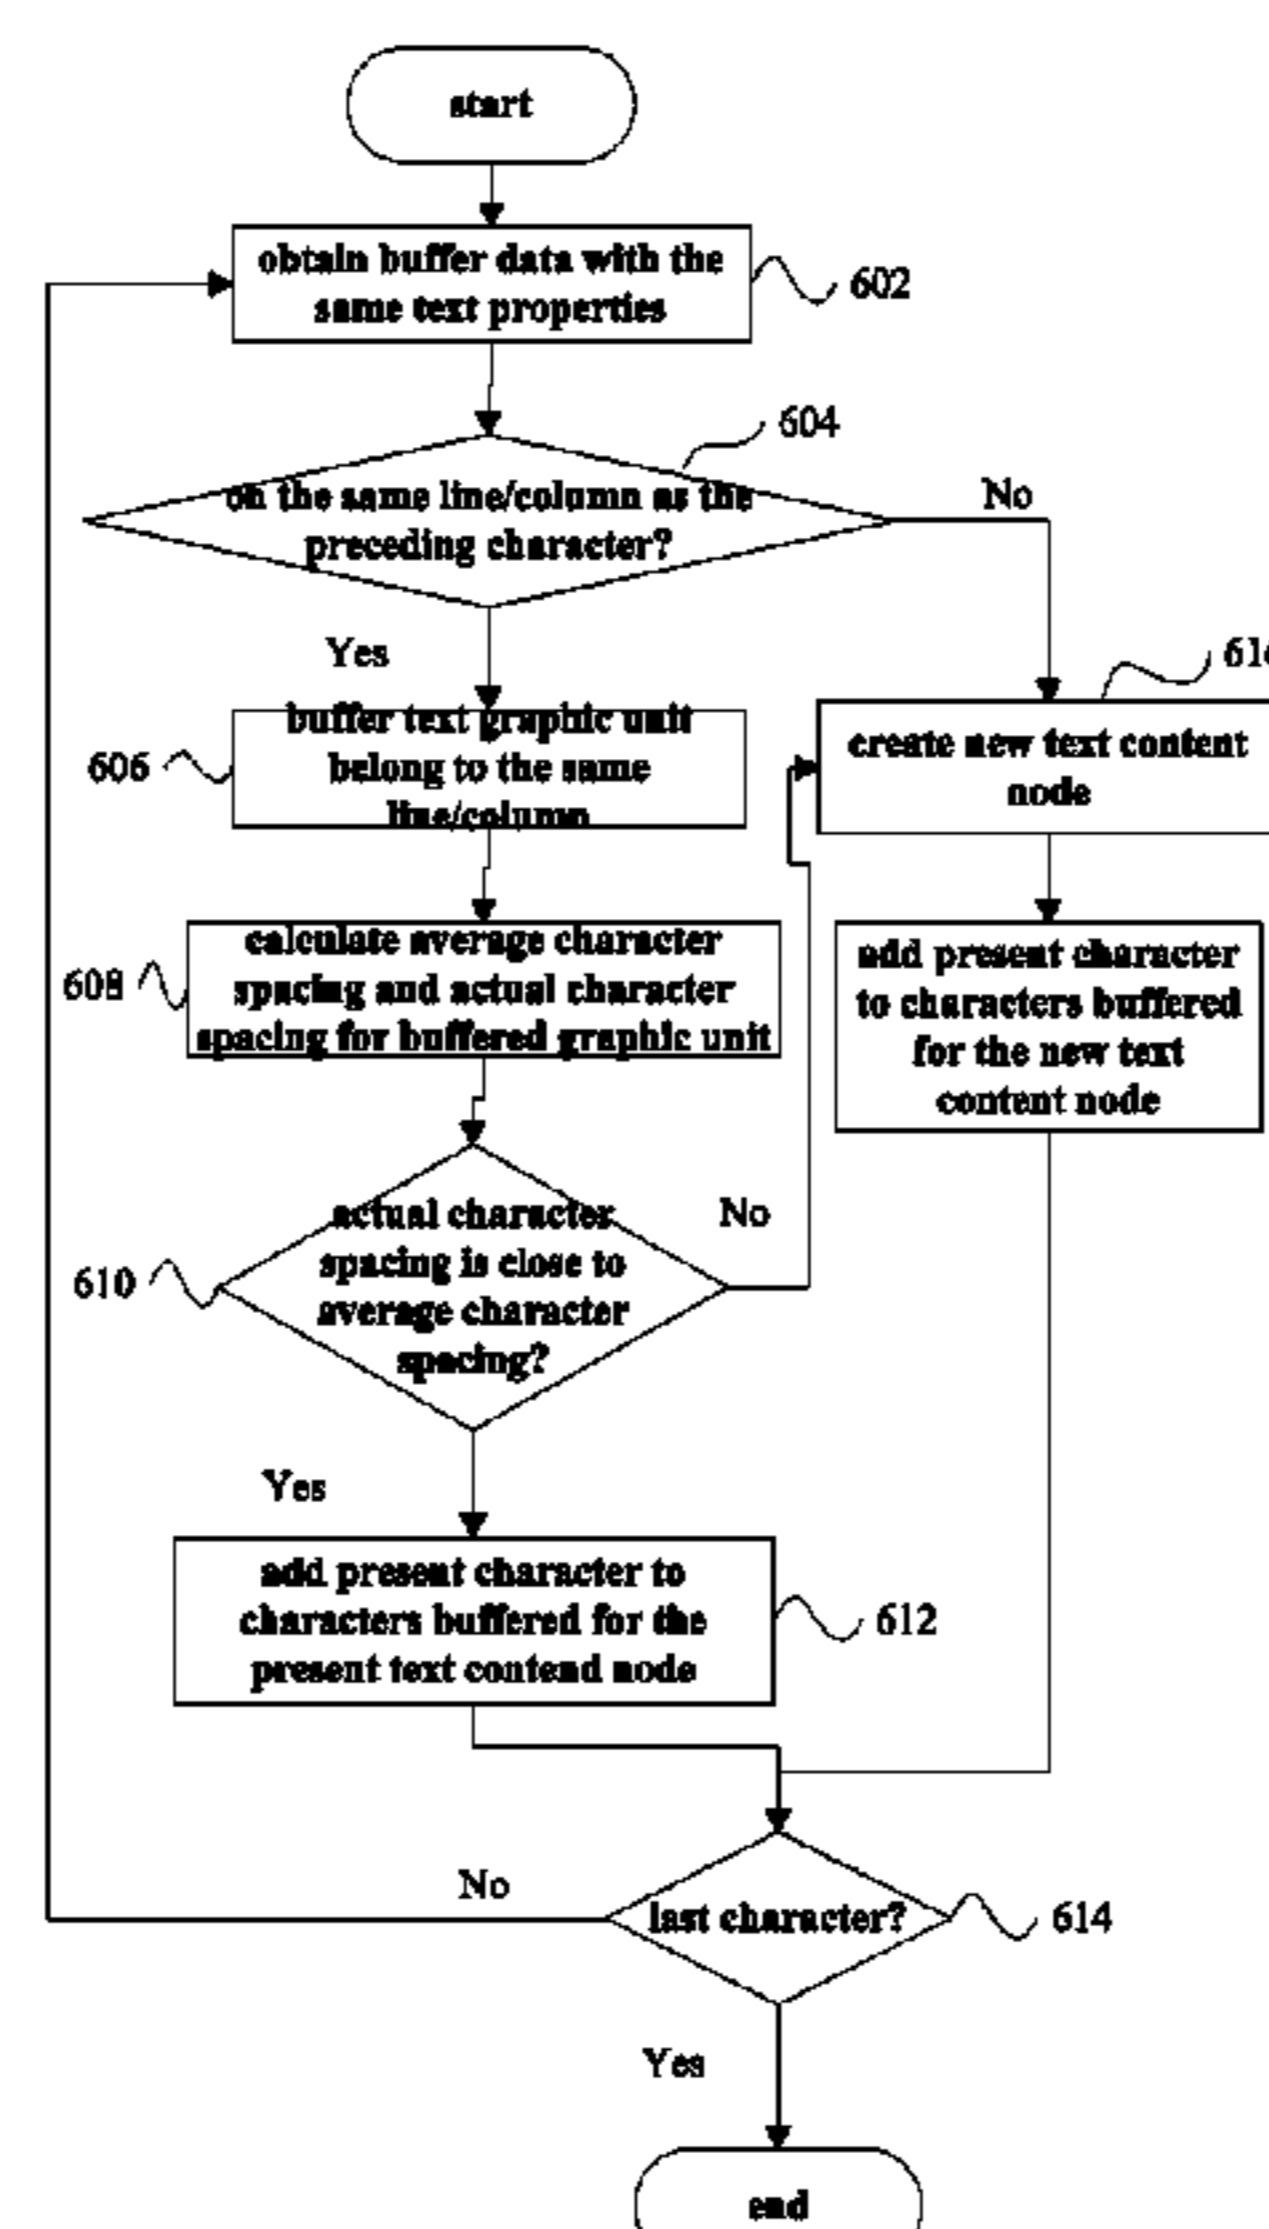 start
obtain buffer data with the
same text properties
602
604
on the same line/column as the
preceding character?
No
Yes
buffer text graphic unit
belong to the same
line/column
606
create new text content
node
calculate average character
spacing and actual character
spacing for buffered graphic unit
608
add present character
to characters buffered
for the new text
content node
actual character
spacing is close to
average character
spacing?
No
610
Yes
add present character to
characters buffered for the
present text contend node
612
No
last character?
614
Yes
end